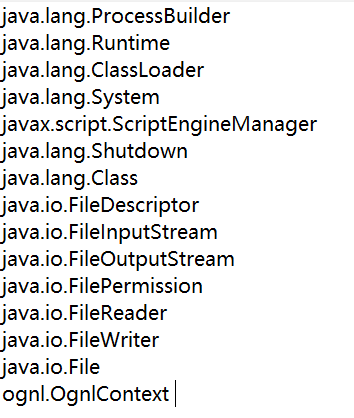 java.lang.ProcessBuilder
java.lang.Runtime
java.lang.ClassLoader
java.lang.System
javax.script.ScriptEngineManager
java.lang.Shutdown
java.lang.Class
java.io.FileDescriptor
java.io.FileInputStream
java.io.FileOutputStream
java.io.FilePermission
java.io.FileReader
java.io.FileWriter
java.io.File
ognl.OgnlContext